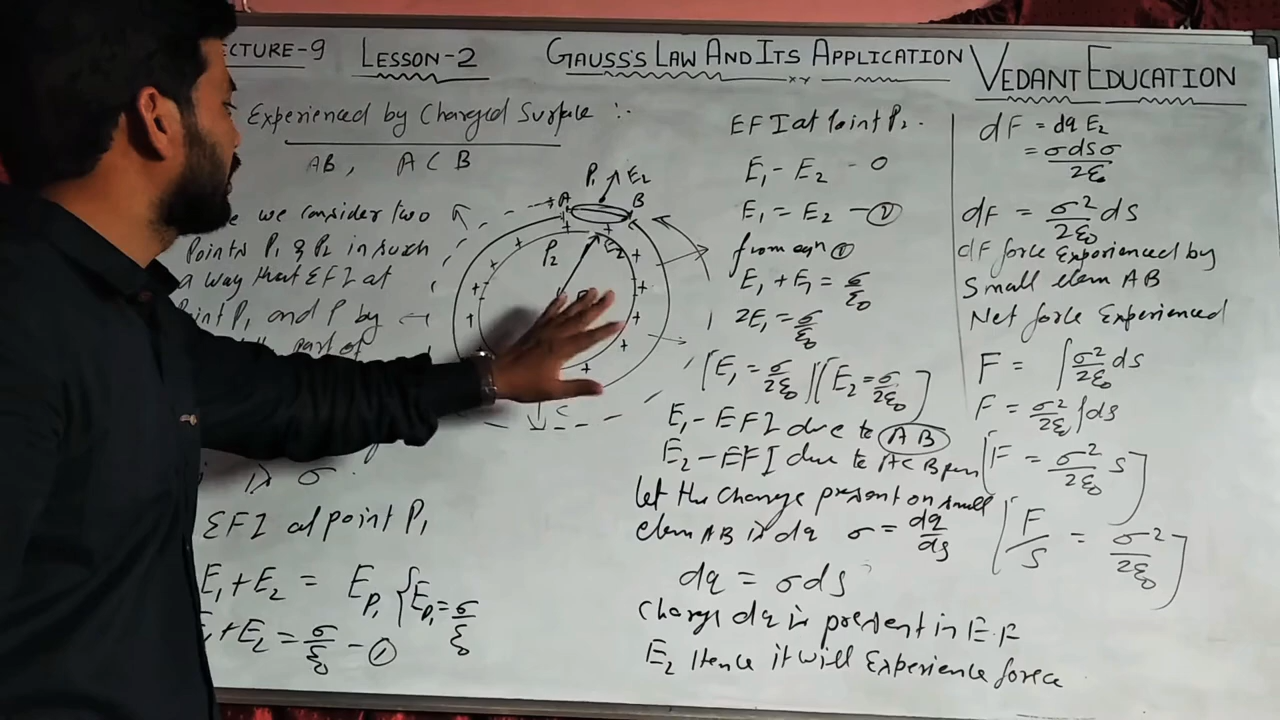 ECTURE-9 LESSON-2 GAUSS'S LAW AND ITS APPLICATION VEDANT EDUCATION
Experienced by Charged Surface :-
AB, ACB
we consider two
Points P₁ & P₂ in such
a way that EFI at
Point P₁ and P by
part of
is σ.
EFI at point P₁
E₁+E₂ = E_P₁ {E_P₁=σ/ε₀
E₁+E₂=σ/ε₀ -①
P₁ E₂
A B
P₂
C
EFI at Point P₂.
E₁-E₂ - 0
E₁=E₂ -②
from eqn ①
E₁+E₁=σ/ε₀
2E₁=σ/ε₀
[E₁=σ/2ε₀][E₂=σ/2ε₀]
E₁-EFI due to AB
E₂-EFI due to ACB
let the Charge present on small
elem AB is dq σ=dq/ds
dq = σds
Charge dq is present in E.F
E₂ Hence it will Experience force
dF = dq E₂
= σdsσ/2ε₀
dF = σ²/2ε₀ ds
dF force Experienced by
Small elem AB
Net force Experienced
F = ∫σ²/2ε₀ ds
F = σ²/2ε₀ ∫ds
[F = σ²/2ε₀ S]
[F/S = σ²/2ε₀]